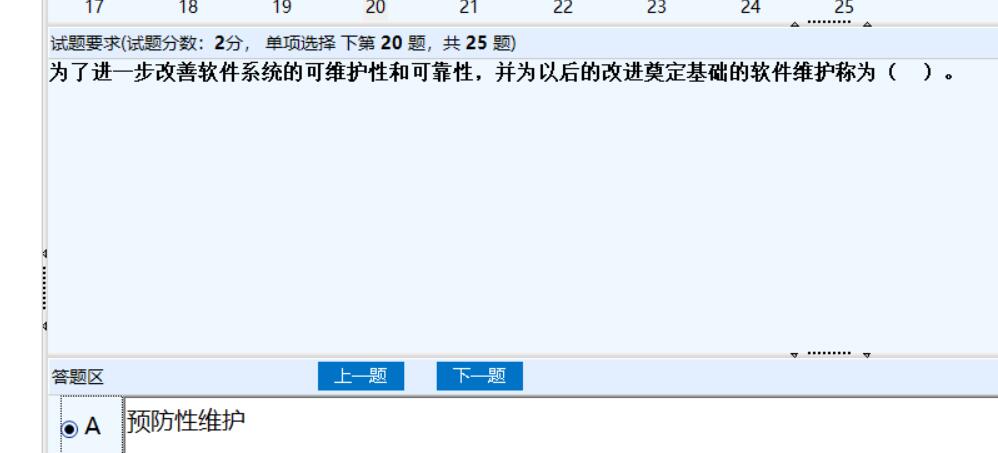 17 18 19 20 21 22 23 24 25
试题要求(试题分数：2分， 单项选择 下第 20 题，共 25 题)
为了进一步改善软件系统的可维护性和可靠性，并为以后的改进奠定基础的软件维护称为（ ）。
答题区 上一题 下一题
A 预防性维护